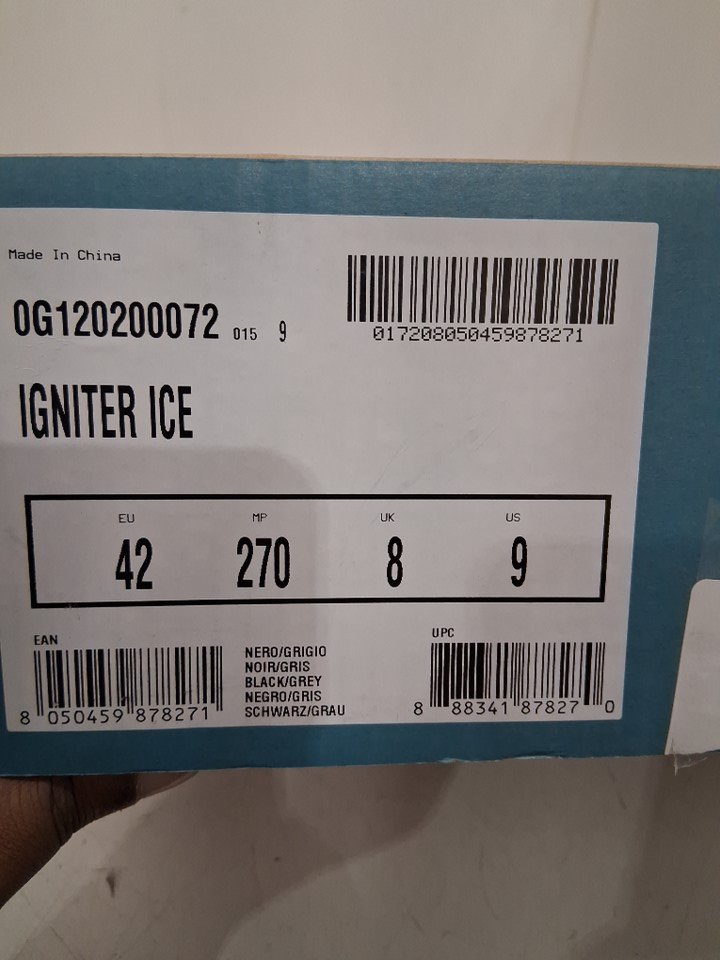 Made In China
0G120200072 015 9
017208050459878271
IGNITER ICE
EU MP UK US
42 270 8 9
EAN
8 050459 878271
NERO/GRIGIO
NOIR/GRIS
BLACK/GREY
NEGRO/GRIS
SCHWARZ/GRAU
UPC
8 88341 87827 0